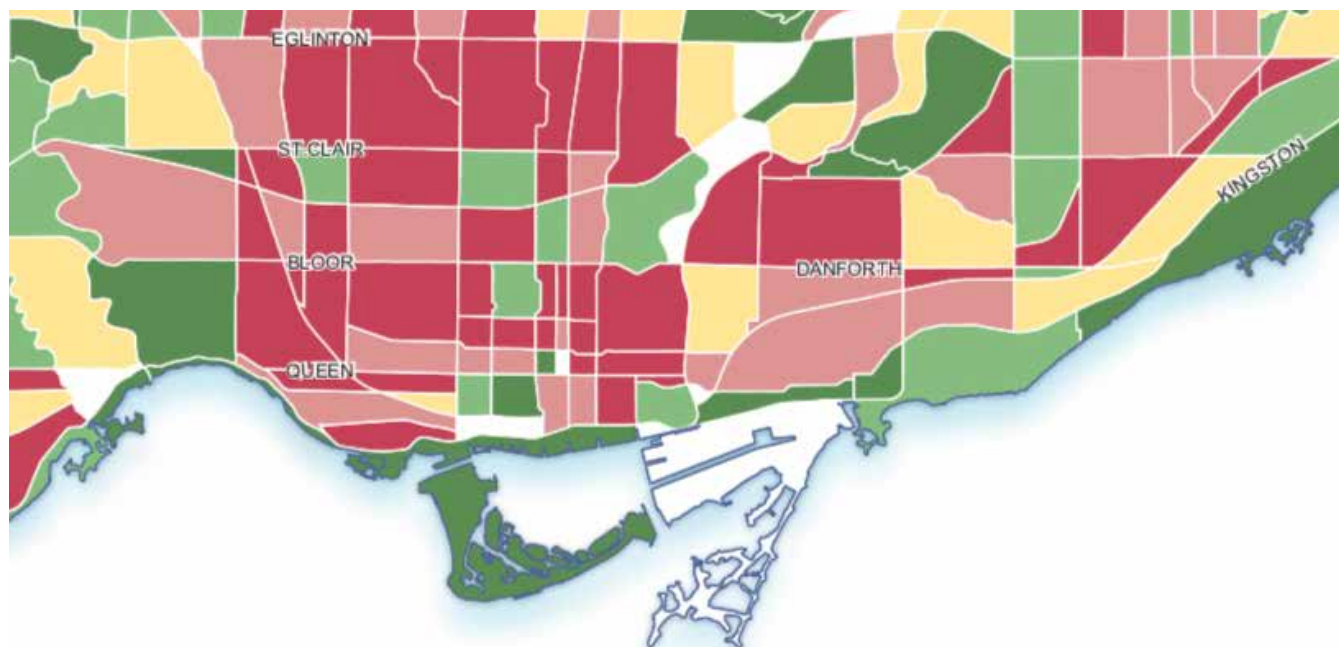 EGLINTON
ST.CLAIR
KINGSTON
BLOOR
DANFORTH
QUEEN